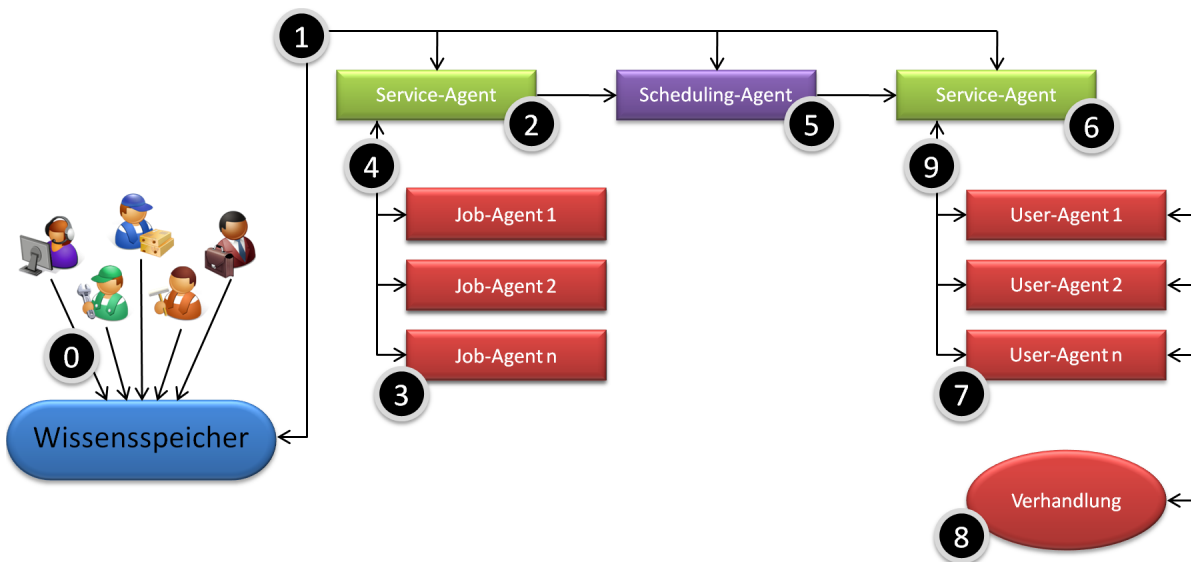 1
Service-Agent
Scheduling-Agent
Service-Agent
2
5
6
4
9
Job-Agent 1
User-Agent 1
Job-Agent 2
User-Agent 2
0
Job-Agent n
User-Agent n
3
7
Wissensspeicher
Verhandlung
8